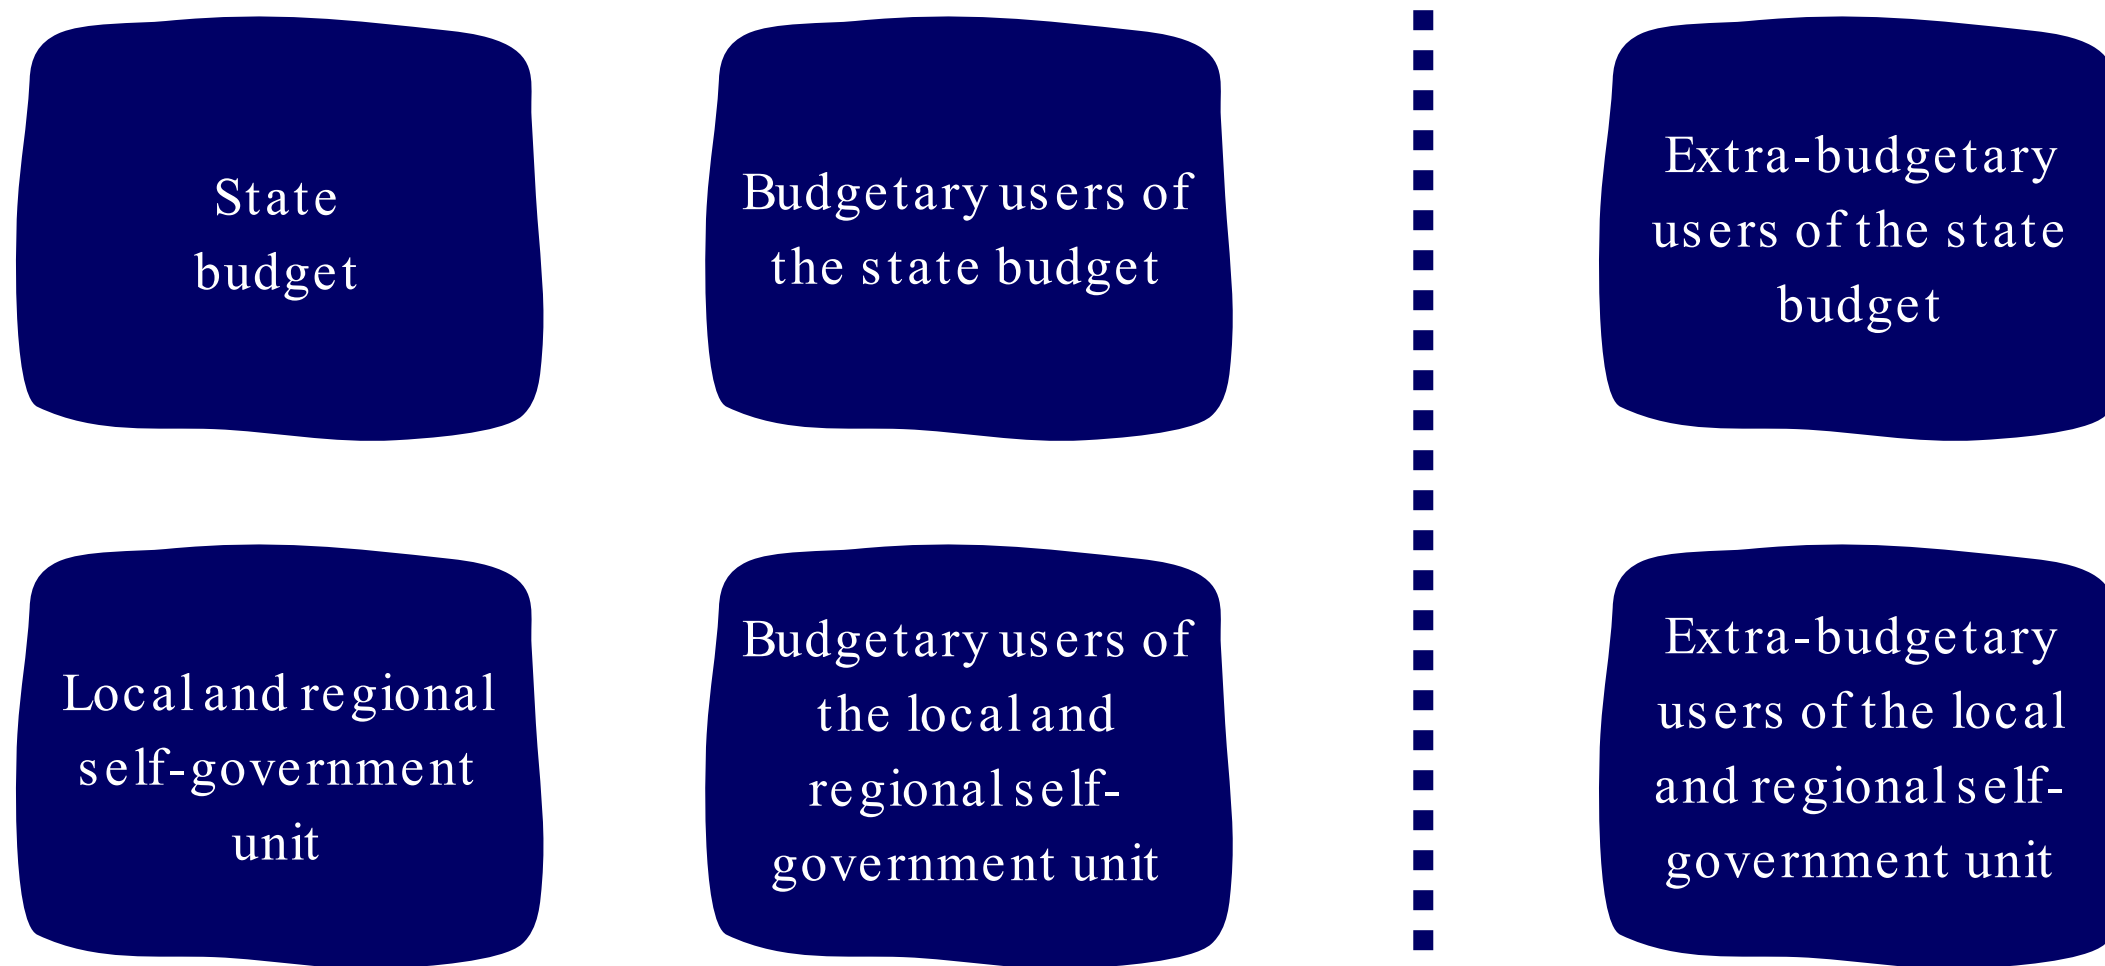 State
budget
Budgetary users of
the state budget
Extra-budgetary
users of the state
budget
Local and regional
self-government
unit
Budgetary users of
the local and
regional self-
government unit
Extra-budgetary
users of the local
and regional self-
government unit